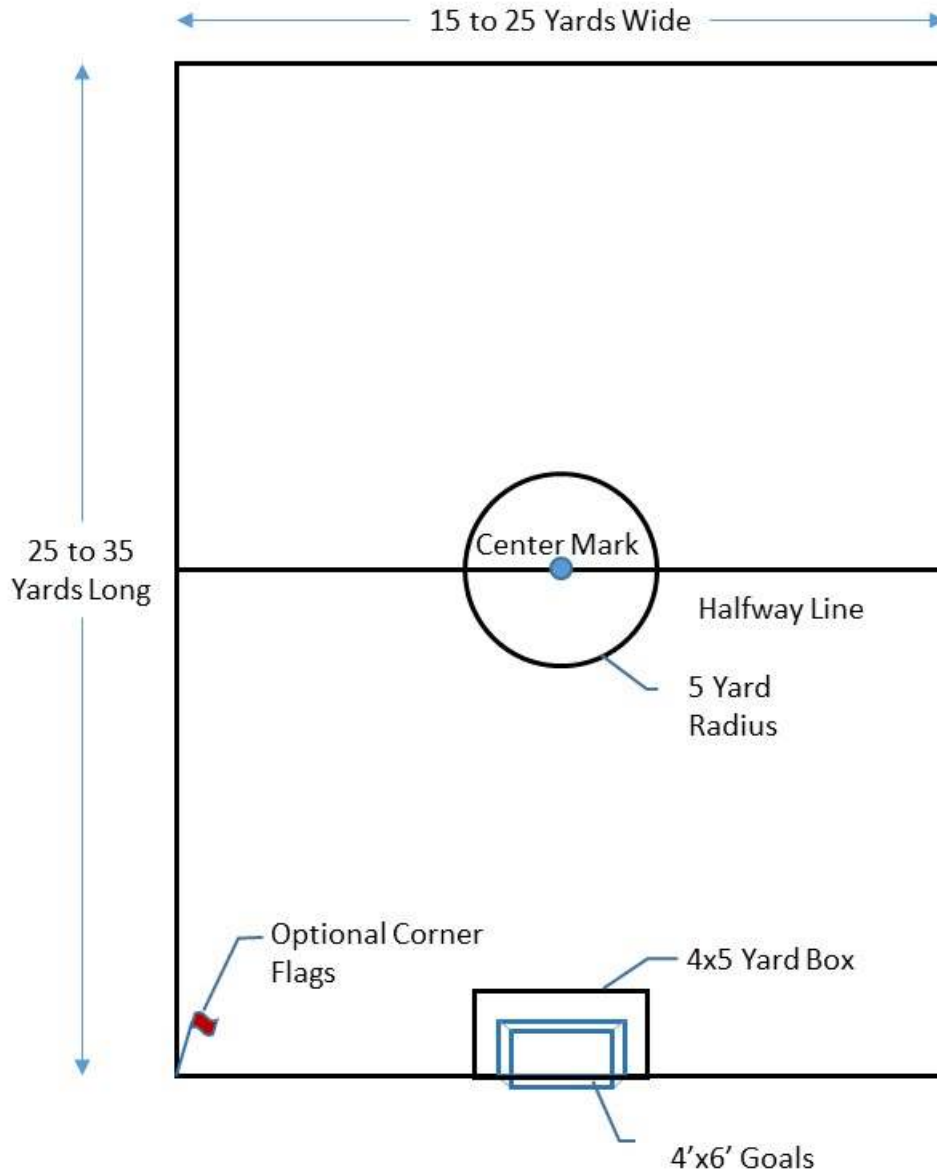 15 to 25 Yards Wide
Center Mark
25 to 35
Yards Long
Halfway Line
5 Yard
Radius
Optional Corner
Flags
4x5 Yard Box
4'x6' Goals